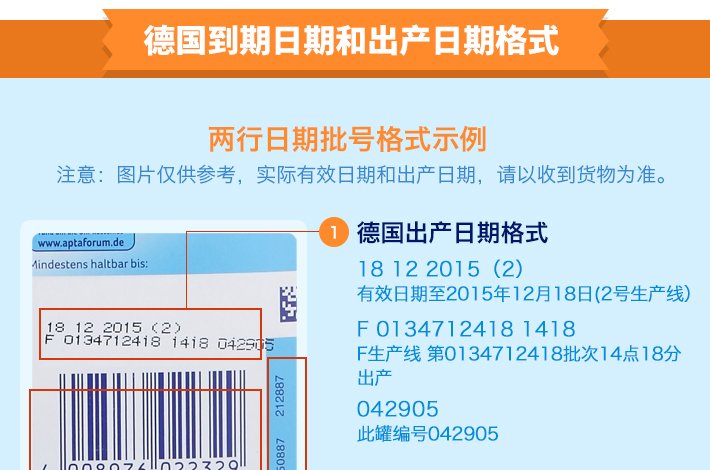 德国到期日期和出产日期格式
两行日期批号格式示例
注意：图片仅供参考，实际有效日期和出产日期，请以收到货物为准。
www.aptaforum.de
Mindestens haltbar bis:
18 12 2015 (2)
F 0134712418 1418 042905
212887
50887
4 008976 022329
1 德国出产日期格式
18 12 2015（2）
有效日期至2015年12月18日(2号生产线）
F 0134712418 1418
F生产线 第0134712418批次14点18分
出产
042905
此罐编号042905